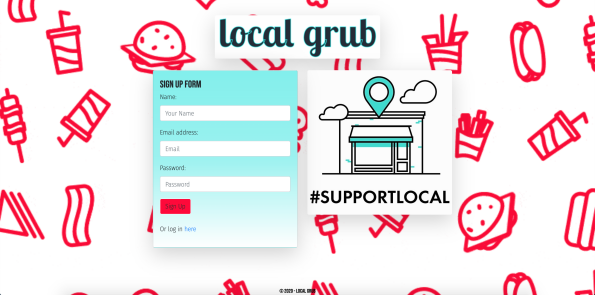 local grub
SIGN UP FORM
Name:
Your Name
Email address:
Email
Password:
Password
Sign Up
Or log in here
#SUPPORTLOCAL
© 2020 - LOCAL GRUB